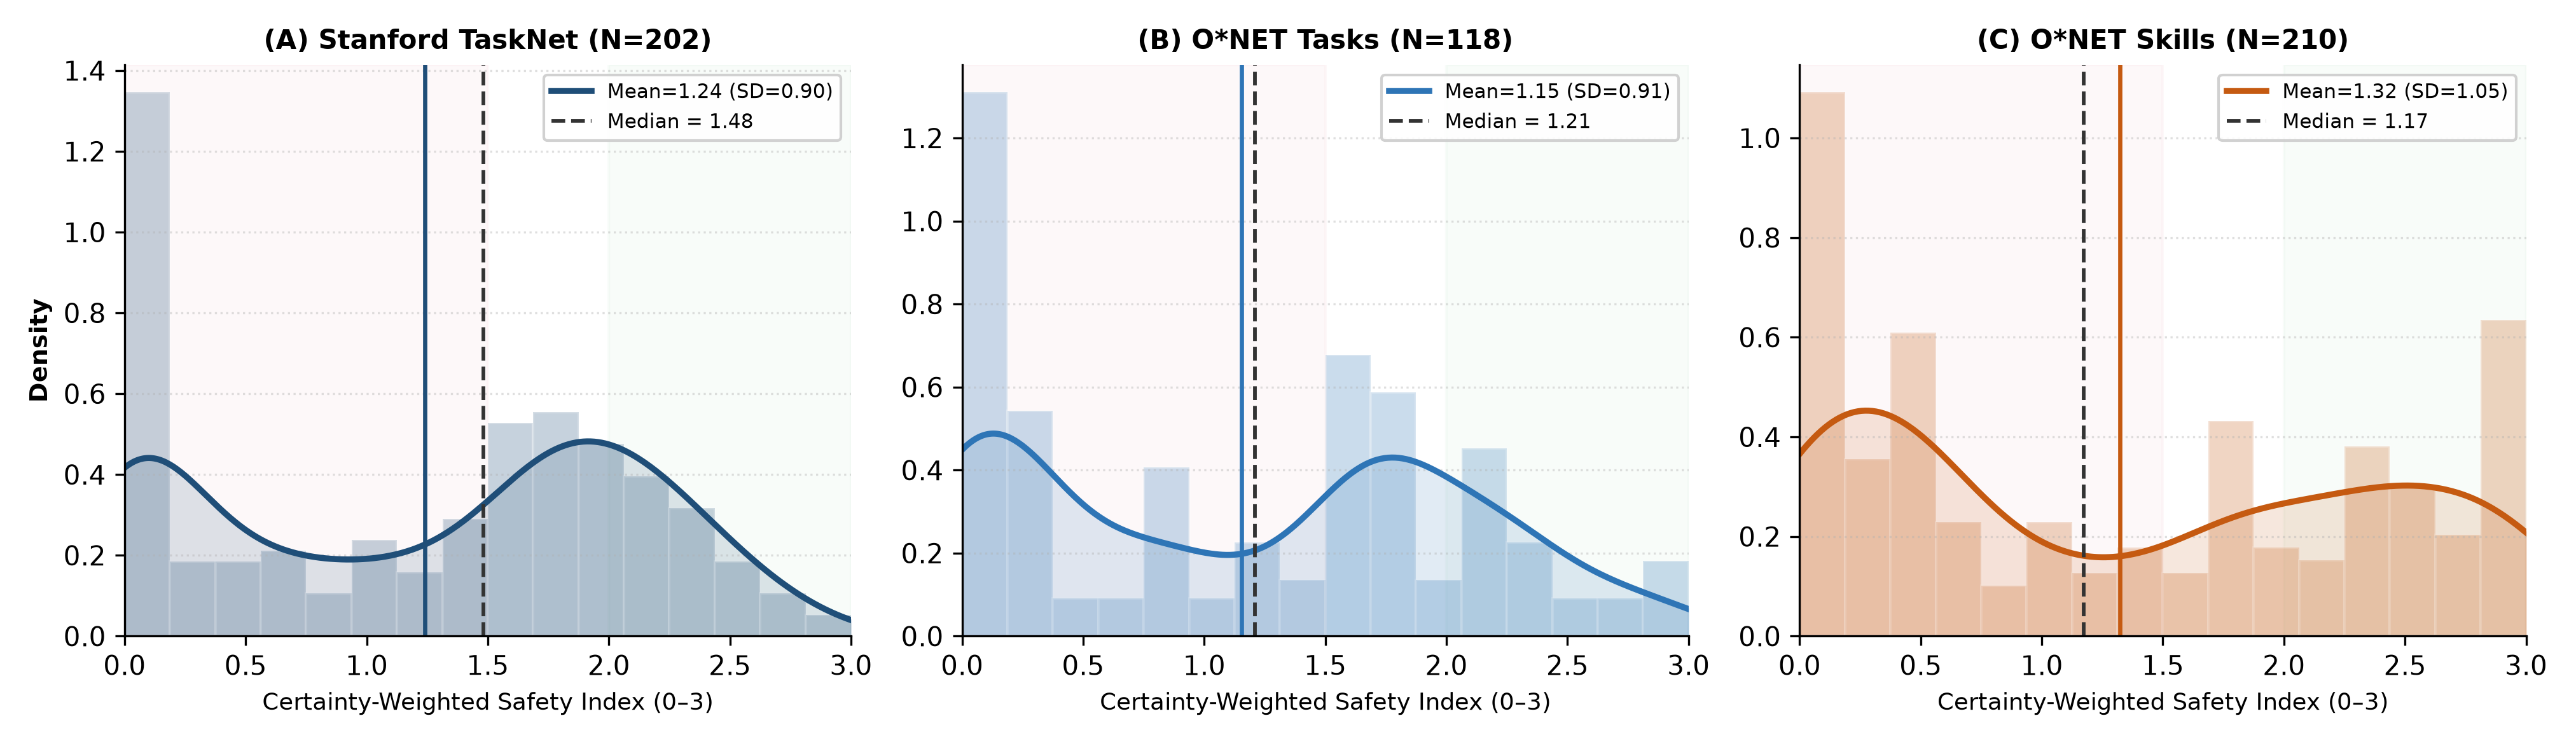 (A) Stanford TaskNet (N=202)
Mean=1.24 (SD=0.90)
Median = 1.48
Density
1.4
1.2
1.0
0.8
0.6
0.4
0.2
0.0
0.0 0.5 1.0 1.5 2.0 2.5 3.0
Certainty-Weighted Safety Index (0–3)
(B) O*NET Tasks (N=118)
Mean=1.15 (SD=0.91)
Median = 1.21
1.2
1.0
0.8
0.6
0.4
0.2
0.0
0.0 0.5 1.0 1.5 2.0 2.5 3.0
Certainty-Weighted Safety Index (0–3)
(C) O*NET Skills (N=210)
Mean=1.32 (SD=1.05)
Median = 1.17
1.0
0.8
0.6
0.4
0.2
0.0
0.0 0.5 1.0 1.5 2.0 2.5 3.0
Certainty-Weighted Safety Index (0–3)